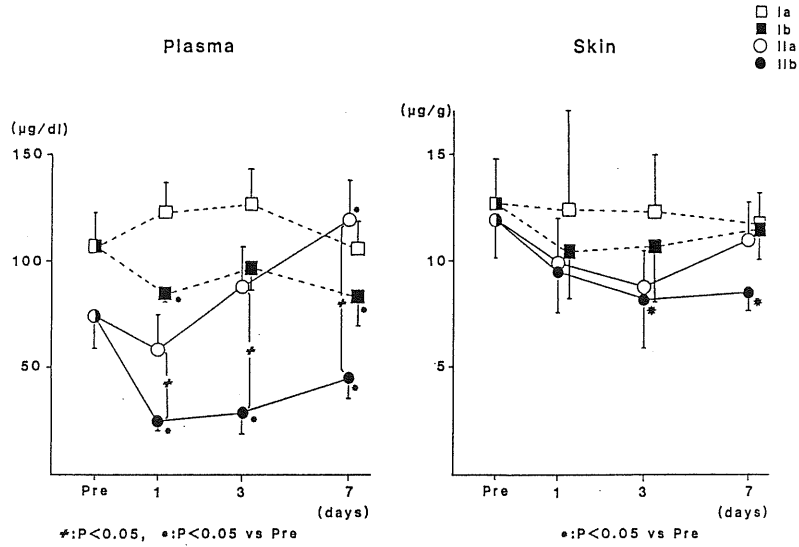 Ia
Ib
IIa
IIb
Plasma
Skin
(μg/dl)
(μg/g)
150
100
50
15
10
5
Pre 1 3 7
(days)
Pre 1 3 7
(days)
≠:P<0.05, •:P<0.05 vs Pre
•:P<0.05 vs Pre